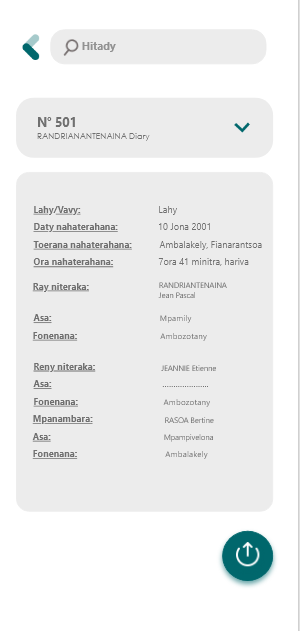 Hitady
N° 501
RANDRIANANTENAINA Diary
Lahy/Vavy: Lahy
Daty nahaterahana: 10 Jona 2001
Toerana nahaterahana: Ambalakely, Fianarantsoa
Ora nahaterahana: 7ora 41 minitra, hariva
Ray niteraka: RANDRIANTENAINA
Jean Pascal
Asa: Mpamily
Fonenana: Ambozotany
Reny niteraka: JEANNIE Etienne
Asa: .....................
Fonenana: Ambozotany
Mpanambara: RASOA Bertine
Asa: Mpampivelona
Fonenana: Ambalakely